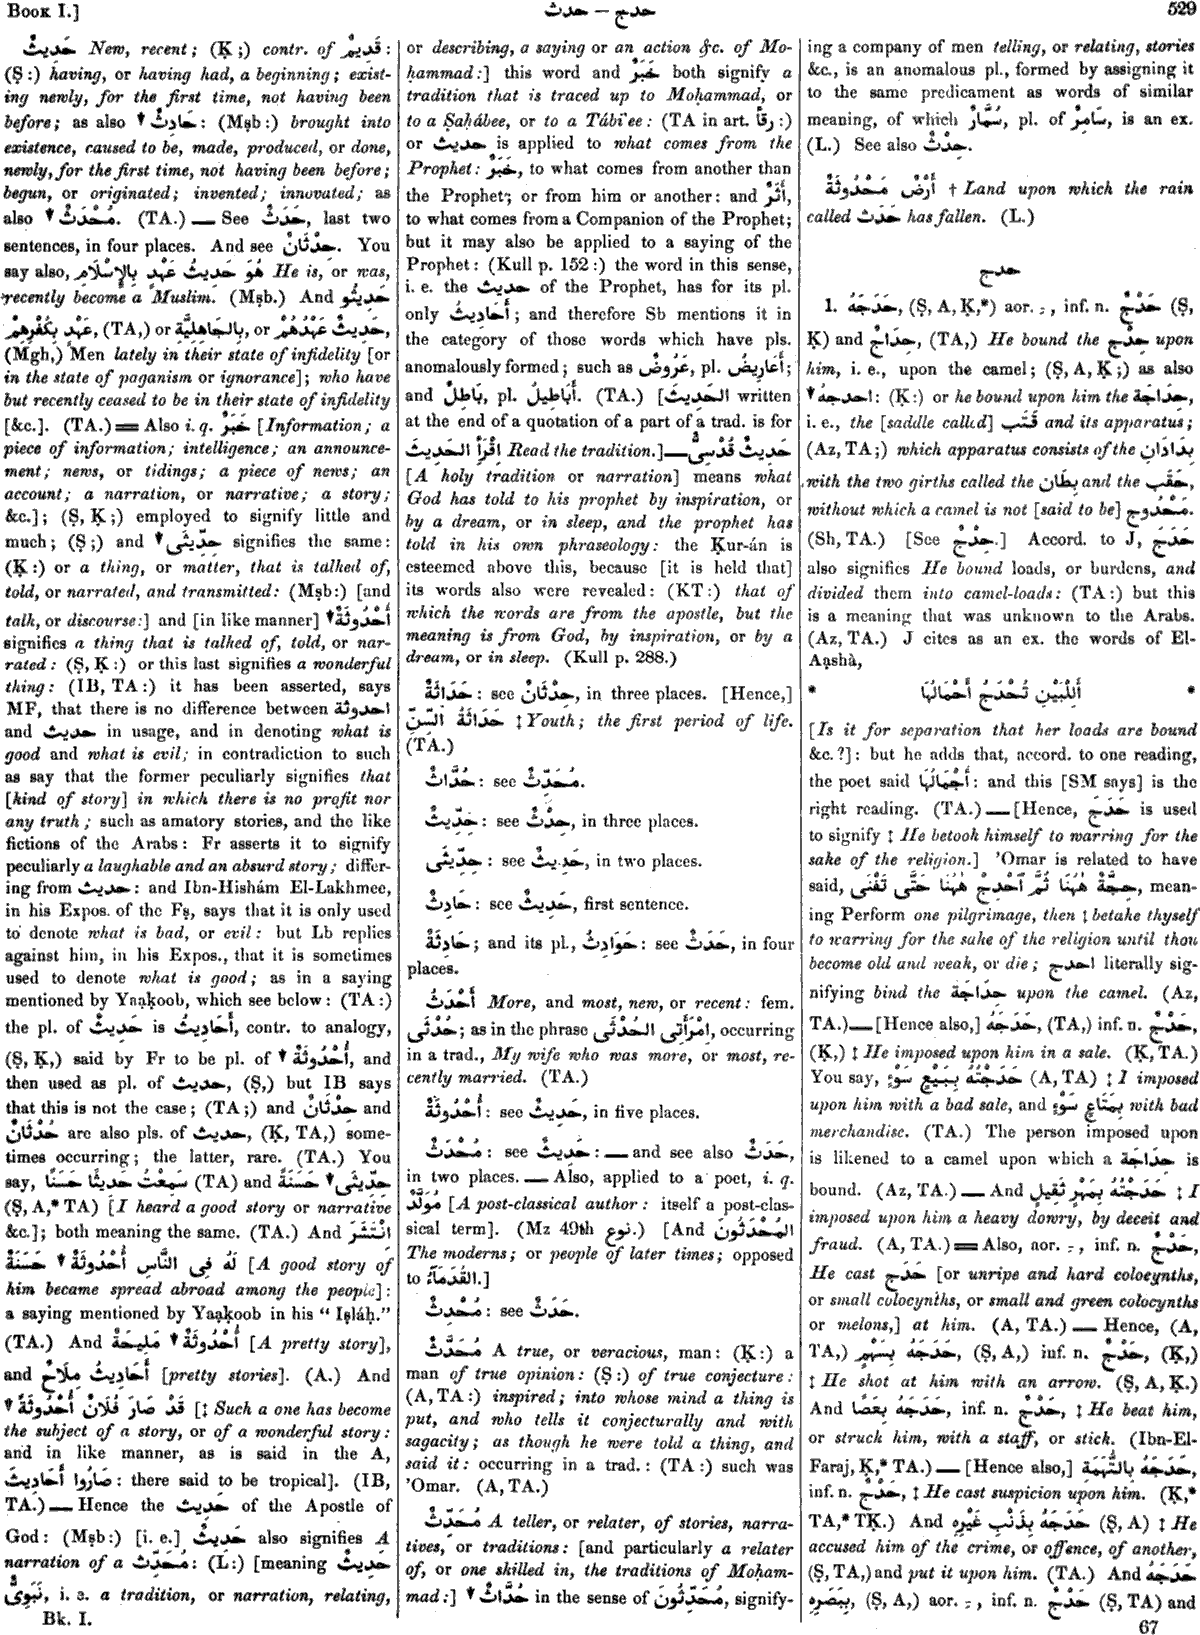 BOOK I.]
حدث — حدج
529
حَدِيثٌ New, recent; (Ḳ;) contr. of قَدِيمٌ:
(Ṣ:) having, or having had, a beginning; exist-
ing newly, for the first time, not having been
before; as also ▼ حَادِثٌ: (Mṣb:) brought into
existence, caused to be, made, produced, or done,
newly, for the first time, not having been before;
begun, or originated; invented; innovated; as
also ▼ مُحْدَثٌ. (TA.) — See حَدَثٌ, last two
sentences, in four places. And see حِدْثَانٌ. You
say also, هُوَ حَدِيثُ عَهْدٍ بِالإِسْلَامِ He is, or was,
recently become a Muslim. (Mṣb.) And حَدِيثُو
عَهْدٍ بِكُفْرِهِمْ, (TA,) or بِالجَاهِلِيَّةِ, or حَدِيثٌ عَهْدُهُمْ,
(Mgh,) Men lately in their state of infidelity [or
in the state of paganism or ignorance]; who have
but recently ceased to be in their state of infidelity
[&c.]. (TA.) = Also i. q. خَبَرٌ [Information; a
piece of information; intelligence; an announce-
ment; news, or tidings; a piece of news; an
account; a narration, or narrative; a story;
&c.]; (Ṣ, Ḳ;) employed to signify little and
much; (Ṣ;) and ▼ حِدِّيثَى signifies the same:
(Ḳ:) or a thing, or matter, that is talked of,
told, or narrated, and transmitted: (Mṣb:) [and
talk, or discourse:] and [in like manner] ▼ أُحْدُوثَةٌ
signifies a thing that is talked of, told, or nar-
rated: (Ṣ, Ḳ:) or this last signifies a wonderful
thing: (IB, TA:) it has been asserted, says
MF, that there is no difference between احدوثة
and حديث in usage, and in denoting what is
good and what is evil; in contradiction to such
as say that the former peculiarly signifies that
[kind of story] in which there is no profit nor
any truth; such as amatory stories, and the like
fictions of the Arabs: Fr asserts it to signify
peculiarly a laughable and an absurd story; differ-
ing from حديث: and Ibn-Hishám El-Lakhmee,
in his Expos. of the Fṣ, says that it is only used
to denote what is bad, or evil: but Lb replies
against him, in his Expos., that it is sometimes
used to denote what is good; as in a saying
mentioned by Yaạḳoob, which see below: (TA:)
the pl. of حَدِيثٌ is أَحَادِيثُ, contr. to analogy,
(Ṣ, Ḳ,) said by Fr to be pl. of ▼ أُحْدُوثَةٌ, and
then used as pl. of حديث, (Ṣ,) but IB says
that this is not the case; (TA;) and حِدْثَانٌ and
حُدْثَانٌ are also pls. of حديث, (Ḳ, TA,) some-
times occurring; the latter, rare. (TA.) You
say, سَمِعْتُ حَدِيثًا حَسَنًا (TA) and ▼ حِدِّيثَى حَسَنَةً
(Ṣ, A,* TA) [I heard a good story or narrative
&c.]; both meaning the same. (TA.) And انْتَشَرَ
لَهُ فِى النَّاسِ أُحْدُوثَةٌ ▼ حَسَنَةٌ [A good story of
him became spread abroad among the people]:
a saying mentioned by Yaạḳoob in his “Iṣláḥ.”
(TA.) And أُحْدُوثَةٌ ▼ مَلِيحَةٌ [A pretty story],
and أَحَادِيثُ مِلَاحٌ [pretty stories]. (A.) And
▼ قَدْ صَارَ فُلَانٌ أُحْدُوثَةً [‡ Such a one has become
the subject of a story, or of a wonderful story:
and in like manner, as is said in the A,
صَارُوا أَحَادِيثَ: there said to be tropical]. (IB,
TA.) — Hence the حَدِيث of the Apostle of
God: (Mṣb:) [i. e.] حَدِيثٌ also signifies A
narration of a مُحَدِّث: (L:) [meaning حَدِيثٌ
نَبَوِىٌّ, i. e. a tradition, or narration, relating,
Bk. I.
or describing, a saying or an action &c. of Mo-
ḥammad:] this word and خَبَرٌ both signify a
tradition that is traced up to Moḥammad, or
to a Ṣaḥábee, or to a Tábi'ee: (TA in art. رقأ:)
or حديث is applied to what comes from the
Prophet: خَبَرٌ, to what comes from another than
the Prophet; or from him or another: and أَثَرٌ,
to what comes from a Companion of the Prophet;
but it may also be applied to a saying of the
Prophet: (Kull p. 152:) the word in this sense,
i. e. the حديث of the Prophet, has for its pl.
only أَحَادِيثُ; and therefore Sb mentions it in
the category of those words which have pls.
anomalously formed; such as عَرُوضٌ, pl. أَعَارِيضُ;
and بَاطِلٌ, pl. أَبَاطِيلُ. (TA.) [الحَدِيثَ written
at the end of a quotation of a part of a trad. is for
اقْرَأِ الحَدِيثَ Read the tradition.] — حَدِيثٌ قُدْسِىٌّ
[A holy tradition or narration] means what
God has told to his prophet by inspiration, or
by a dream, or in sleep, and the prophet has
told in his own phraseology: the Ḳur-án is
esteemed above this, because [it is held that]
its words also were revealed: (KT:) that of
which the words are from the apostle, but the
meaning is from God, by inspiration, or by a
dream, or in sleep. (Kull p. 288.)
حَدَاثَةٌ: see حِدْثَانٌ, in three places. [Hence,]
حَدَاثَةُ السِّنِّ ‡ Youth; the first period of life.
(TA.)
حُدَّاثٌ: see مُحَدِّثٌ.
حِدِّيثٌ: see حِدْثٌ, in three places.
حِدِّيثَى: see حَدِيثٌ, in two places.
حَادِثٌ: see حَدِيثٌ, first sentence.
حَادِثَةٌ; and its pl., حَوَادِثُ: see حَدَثٌ, in four
places.
أَحْدَثُ More, and most, new, or recent: fem.
حُدْثَى; as in the phrase امْرَأَتِى الحُدْثَى, occurring
in a trad., My wife who was more, or most, re-
cently married. (TA.)
أُحْدُوثَةٌ: see حَدِيثٌ, in five places.
مُحْدَثٌ: see حَدِيثٌ: — and see also حَدَثٌ,
in two places. — Also, applied to a poet, i. q.
مُوَلَّدٌ [A post-classical author: itself a post-clas-
sical term]. (Mz 49th نوع.) [And المُحْدَثُونَ
The moderns; or people of later times; opposed
to القُدَمَآءُ.]
مُحْدِثٌ: see حَدَثٌ.
مُحَدَّثٌ A true, or veracious, man: (Ḳ:) a
man of true opinion: (Ṣ:) of true conjecture:
(A, TA:) inspired; into whose mind a thing is
put, and who tells it conjecturally and with
sagacity; as though he were told a thing, and
said it: occurring in a trad.: (TA:) such was
'Omar. (A, TA.)
مُحَدِّثٌ A teller, or relater, of stories, narra-
tives, or traditions: [and particularly a relater
of, or one skilled in, the traditions of Moḥam-
mad:] ▼ حُدَّاثٌ in the sense of مُحَدِّثُونَ, signify-
ing a company of men telling, or relating, stories
&c., is an anomalous pl., formed by assigning it
to the same predicament as words of similar
meaning, of which سُمَّارٌ, pl. of سَامِرٌ, is an ex.
(L.) See also حِدْثٌ.
أَرْضٌ مَحْدُوثَةٌ † Land upon which the rain
called حَدَث has fallen. (L.)
حدج
1. حَدَجَهُ, (Ṣ, A, Ḳ,*) aor. ـِ, inf. n. حَدْجٌ (Ṣ,
Ḳ) and حِدَاجٌ, (TA,) He bound the حِدْج upon
him, i. e., upon the camel; (Ṣ, A, Ḳ;) as also
▼ احدجهُ: (Ḳ:) or he bound upon him the حِدَاجَة,
i. e., the [saddle called] قَتَب and its apparatus;
(Az, TA;) which apparatus consists of the بِدَادَانِ
with the two girths called the بِطَان and the حَقَب,
without which a camel is not [said to be] مَحْدُوج.
(Sh, TA.) [See حِدْجٌ.] Accord. to J, حَدَجَ
also signifies He bound loads, or burdens, and
divided them into camel-loads: (TA:) but this
is a meaning that was unknown to the Arabs.
(Az, TA.) J cites as an ex. the words of El-
Aạshà,
* أَلِلْبَيْنِ تُحْدَجُ أَحْمَالُهَا *
[Is it for separation that her loads are bound
&c.?]: but he adds that, accord. to one reading,
the poet said أَجْمَالُهَا: and this [SM says] is the
right reading. (TA.) — [Hence, حَدَجَ is used
to signify ‡ He betook himself to warring for the
sake of the religion.] 'Omar is related to have
said, حِجَّةً هٰهُنَا ثُمَّ ٱحْدِجْ هٰهُنَا حَتَّى تَفْنَى, mean-
ing Perform one pilgrimage, then ‡ betake thyself
to warring for the sake of the religion until thou
become old and weak, or die; احدج literally sig-
nifying bind the حِدَاجَة upon the camel. (Az,
TA.) — [Hence also,] حَدَجَهُ, (TA,) inf. n. حَدْجٌ,
(Ḳ,) ‡ He imposed upon him in a sale. (Ḳ, TA.)
You say, حَدَجْتُهُ بِبَيْعِ سَوْءٍ (A, TA) ‡ I imposed
upon him with a bad sale, and بِمَتَاعِ سَوْءٍ with bad
merchandise. (TA.) The person imposed upon
is likened to a camel upon which a حِدَاجَة is
bound. (Az, TA.) — And حَدَجْتُهُ بِمَهْرٍ ثَقِيلٍ ‡ I
imposed upon him a heavy dowry, by deceit and
fraud. (A, TA.) = Also, aor. ـِ, inf. n. حَدْجٌ,
He cast حَدَج [or unripe and hard colocynths,
or small colocynths, or small and green colocynths
or melons,] at him. (A, TA.) — Hence, (A,
TA,) حَدَجَهُ بِسَهْمٍ, (Ṣ, A,) inf. n. حَدْجٌ, (Ḳ,)
‡ He shot at him with an arrow. (Ṣ, A, Ḳ.)
And حَدَجَهُ بِعَصًا, inf. n. حَدْجٌ, ‡ He beat him,
or struck him, with a staff, or stick. (Ibn-El-
Faraj, Ḳ,* TA.) — [Hence also,] حَدَجَهُ بِالتُّهَمَةِ,
inf. n. حَدْجٌ, ‡ He cast suspicion upon him. (Ḳ,*
TA,* TḲ.) And حَدَجَهُ بِذَنْبِ غَيْرِهِ (Ṣ, A) ‡ He
accused him of the crime, or offence, of another,
(Ṣ, TA,) and put it upon him. (TA.) And حَدَجَهُ
بِبَصَرِهِ, (Ṣ, A,) aor. ـِ, inf. n. حَدْجٌ (Ṣ, TA) and
67